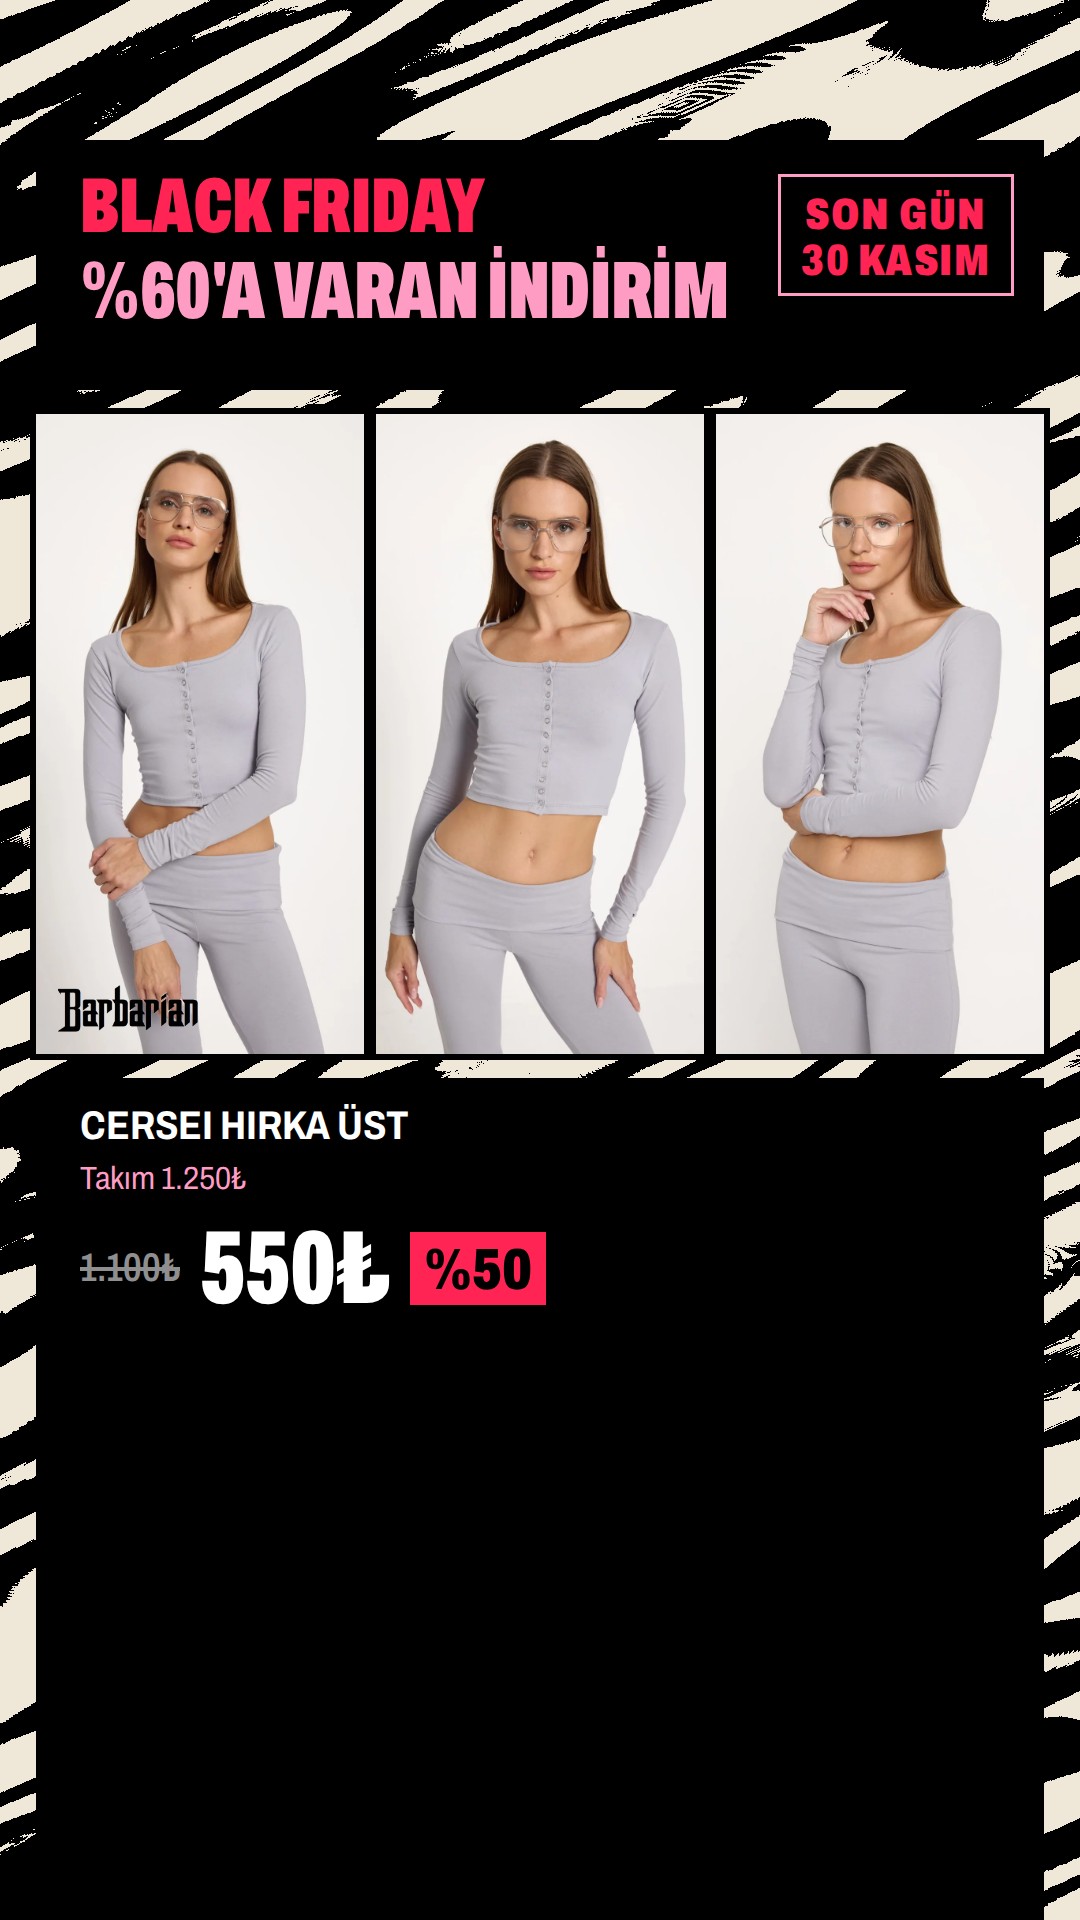 BLACK FRIDAY
%60'A VARAN İNDİRİM
SON GÜN
30 KASIM
Barbarian
CERSEI HIRKA ÜST
Takım 1.250₺
1.100₺ 550₺ %50